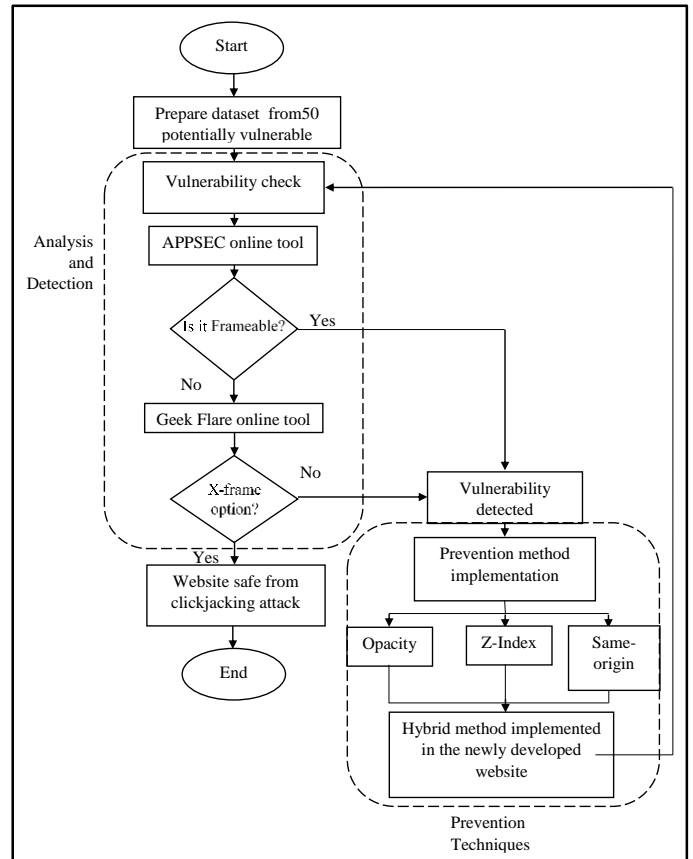 Start
Prepare dataset from50
potentially vulnerable
Vulnerability check
Analysis
and
Detection
APPSEC online tool
Is it Frameable?
Yes
No
Geek Flare online tool
X-frame
option?
No
Yes
Vulnerability
detected
Website safe from
clickjacking attack
End
Prevention method
implementation
Opacity
Z-Index
Same-
origin
Hybrid method implemented
in the newly developed
website
Prevention
Techniques